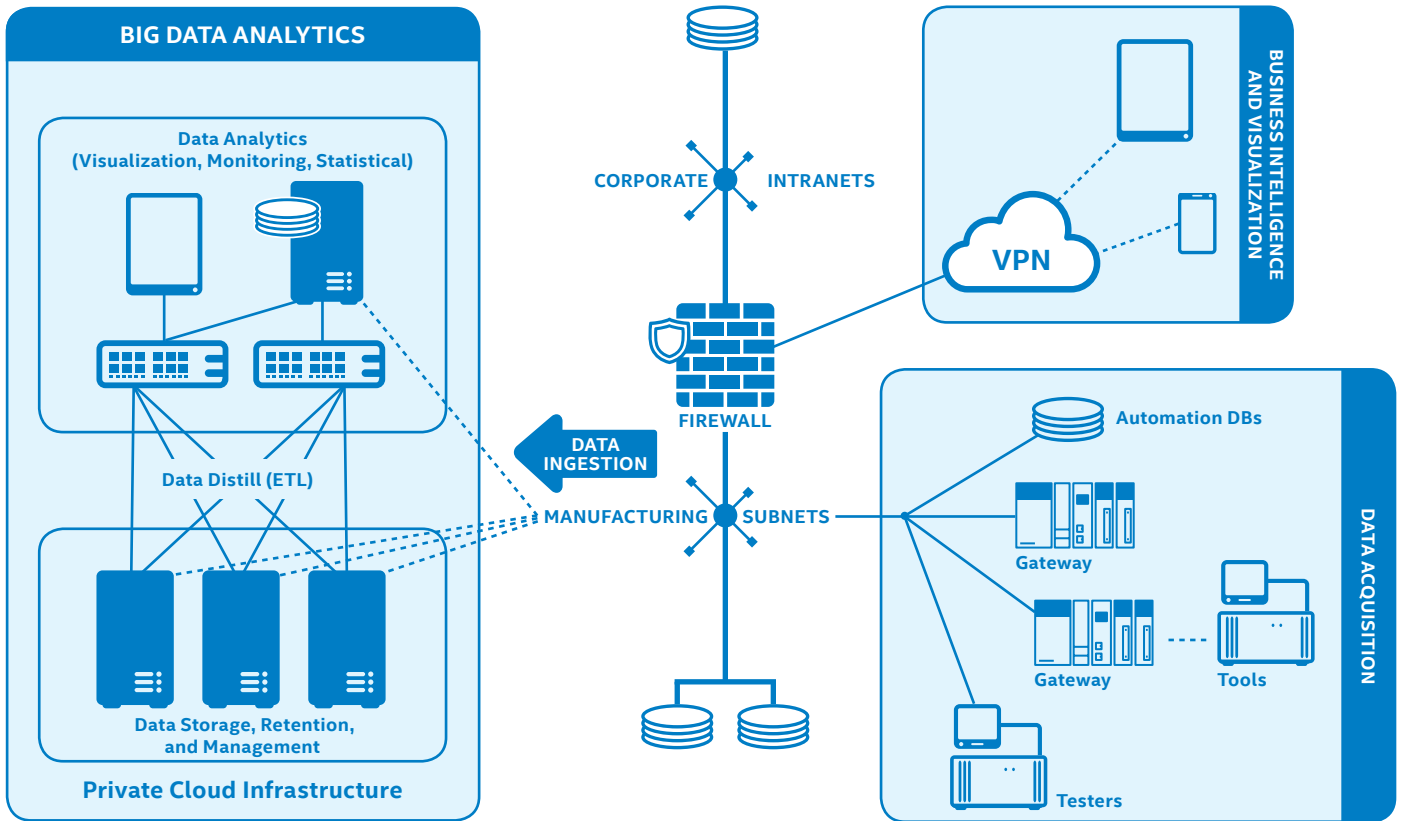 BIG DATA ANALYTICS
Data Analytics
(Visualization, Monitoring, Statistical)
Data Distill (ETL)
Data Storage, Retention,
and Management
Private Cloud Infrastructure
CORPORATE INTRANETS
FIREWALL
DATA
INGESTION
MANUFACTURING SUBNETS
VPN
BUSINESS INTELLIGENCE
AND VISUALIZATION
Automation DBs
Gateway
Gateway
Tools
Testers
DATA ACQUISITION